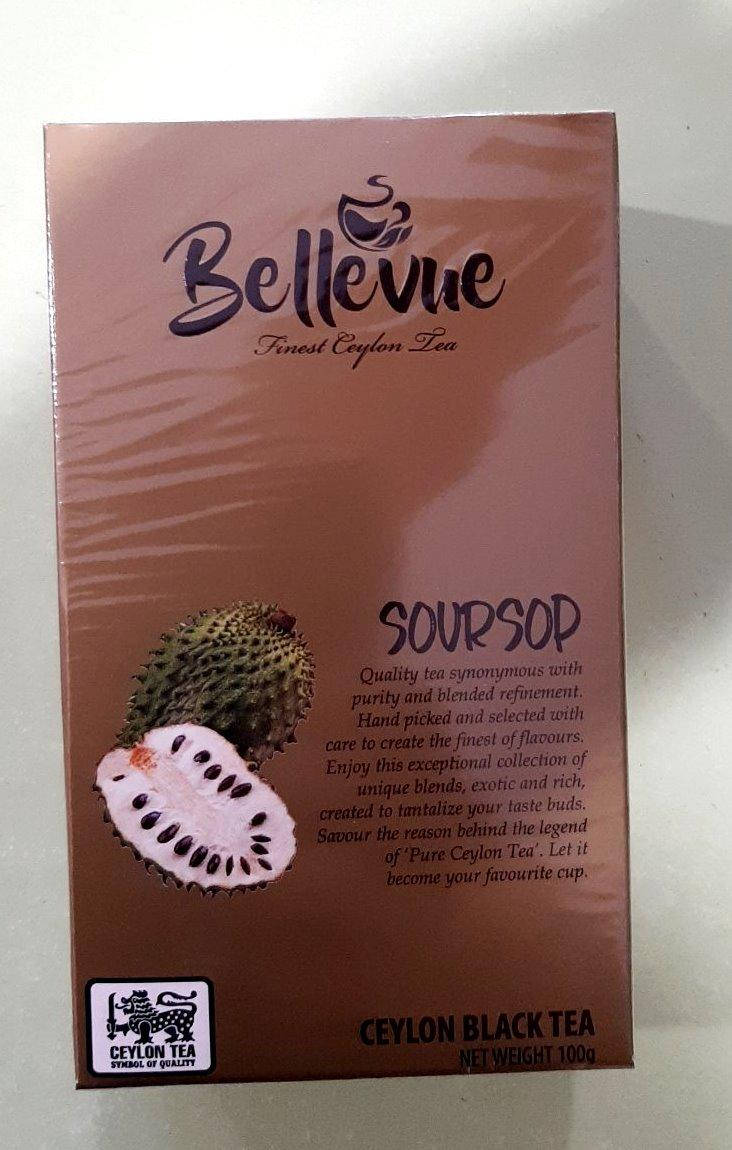 Bellevue
Finest Ceylon Tea
SOURSOP
Quality tea synonymous with
purity and blended refinement.
Hand picked and selected with
care to create the finest of flavours.
Enjoy this exceptional collection of
unique blends, exotic and rich,
created to tantalize your taste buds.
Savour the reason behind the legend
of 'Pure Ceylon Tea'. Let it
become your favourite cup.
CEYLON TEA
SYMBOL OF QUALITY
CEYLON BLACK TEA
NET WEIGHT 100g